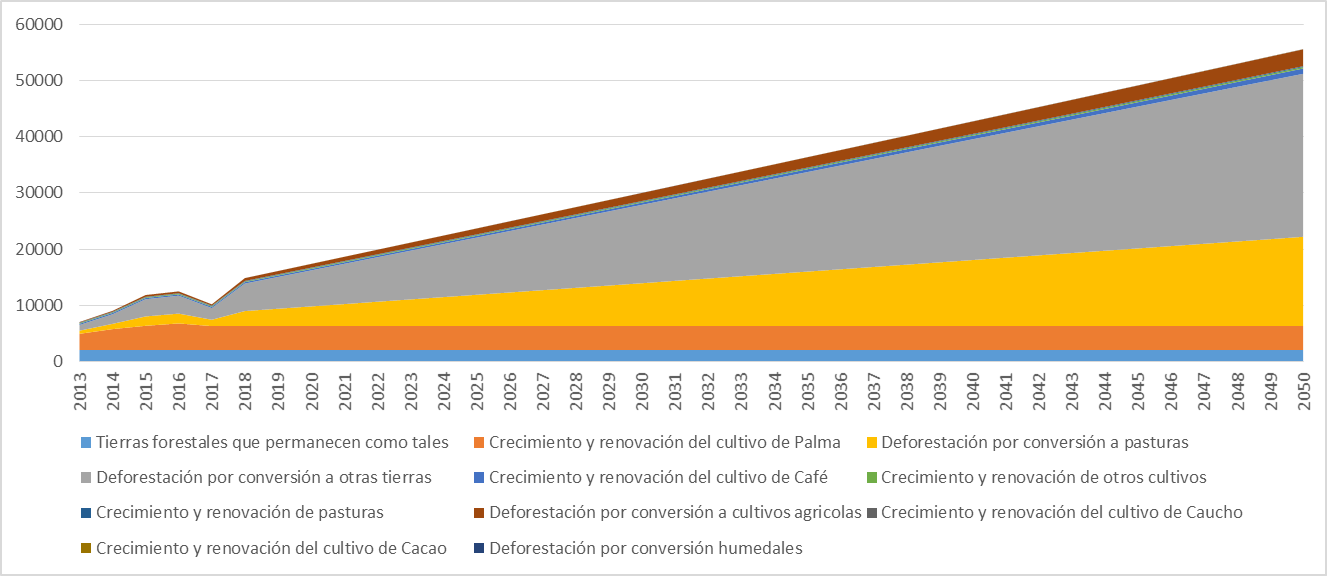 60000
50000
40000
30000
20000
10000
0
2013 2014 2015 2016 2017 2018 2019 2020 2021 2022 2023 2024 2025 2026 2027 2028 2029 2030 2031 2032 2033 2034 2035 2036 2037 2038 2039 2040 2041 2042 2043 2044 2045 2046 2047 2048 2049 2050
Tierras forestales que permanecen como tales Crecimiento y renovación del cultivo de Palma Deforestación por conversión a pasturas
Deforestación por conversión a otras tierras Crecimiento y renovación del cultivo de Café Crecimiento y renovación de otros cultivos
Crecimiento y renovación de pasturas Deforestación por conversión a cultivos agricolas Crecimiento y renovación del cultivo de Caucho
Crecimiento y renovación del cultivo de Cacao Deforestación por conversión humedales